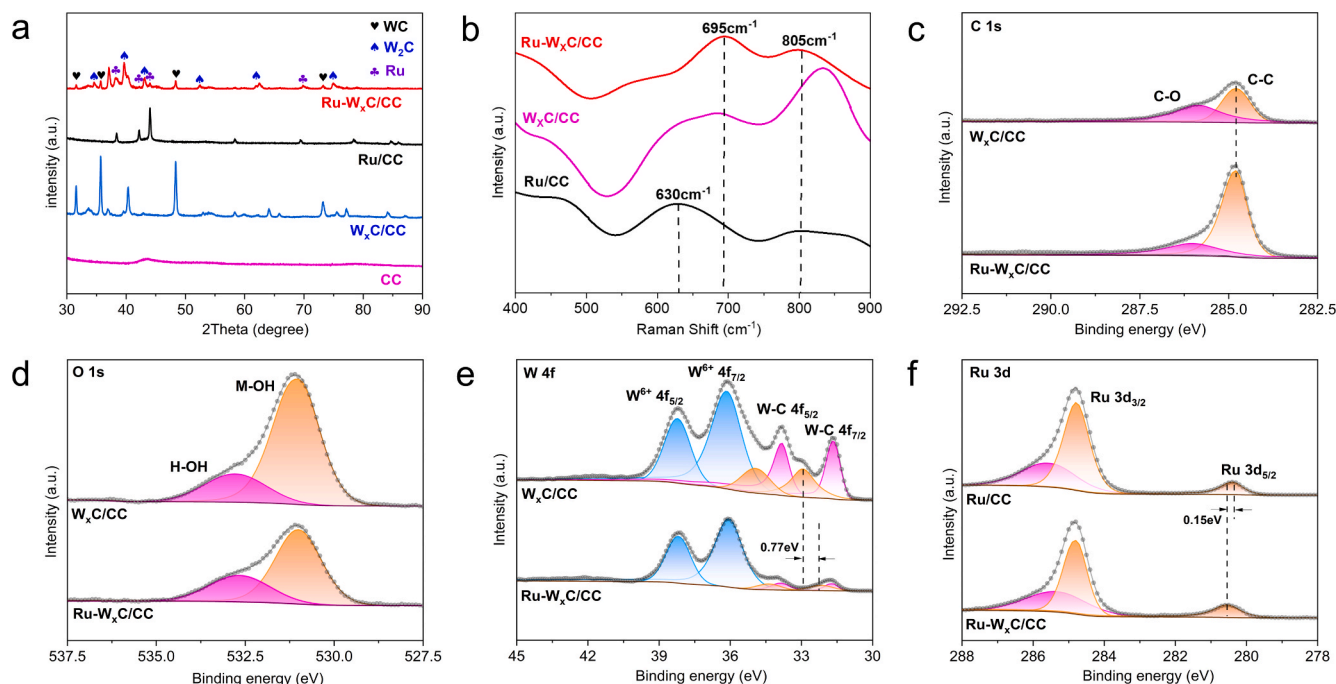 a
♥ WC
♠ W₂C
♣ Ru
Ru-WₓC/CC
Ru/CC
WₓC/CC
CC
intensity (a.u.)
30 40 50 60 70 80 90
2Theta (degree)
b
695cm⁻¹
805cm⁻¹
Ru-WₓC/CC
WₓC/CC
Ru/CC
630cm⁻¹
Intensity (a.u.)
400 500 600 700 800 900
Raman Shift (cm⁻¹)
c
C 1s
C-C
C-O
WₓC/CC
Ru-WₓC/CC
Intensity (a.u.)
292.5 290.0 287.5 285.0 282.5
Binding energy (eV)
d
O 1s
M-OH
H-OH
WₓC/CC
Ru-WₓC/CC
Intensity (a.u.)
537.5 535.0 532.5 530.0 527.5
Binding energy (eV)
e
W 4f
W⁶⁺ 4f₅/₂
W⁶⁺ 4f₇/₂
W-C 4f₅/₂
W-C 4f₇/₂
WₓC/CC
0.77eV
Ru-WₓC/CC
Intensity (a.u.)
45 42 39 36 33 30
Binding energy (eV)
f
Ru 3d
Ru 3d₃/₂
Ru 3d₅/₂
Ru/CC
0.15eV
Ru-WₓC/CC
Intensity (a.u.)
288 286 284 282 280 278
Binding energy (eV)